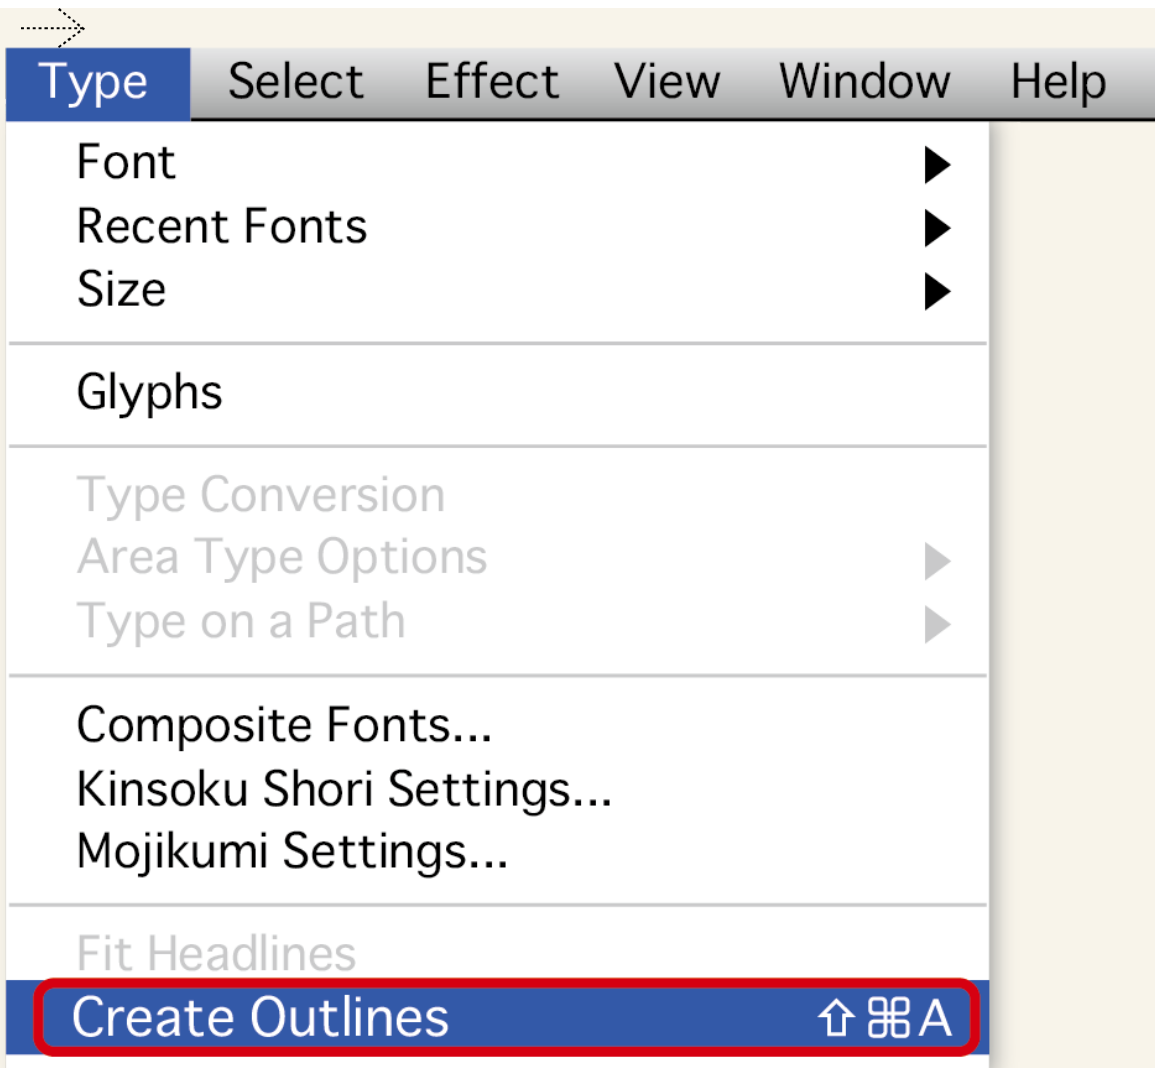 Type Select Effect View Window Help
Font
Recent Fonts
Size
Glyphs
Type Conversion
Area Type Options
Type on a Path
Composite Fonts...
Kinsoku Shori Settings...
Mojikumi Settings...
Fit Headlines
Create Outlines ⇧⌘A